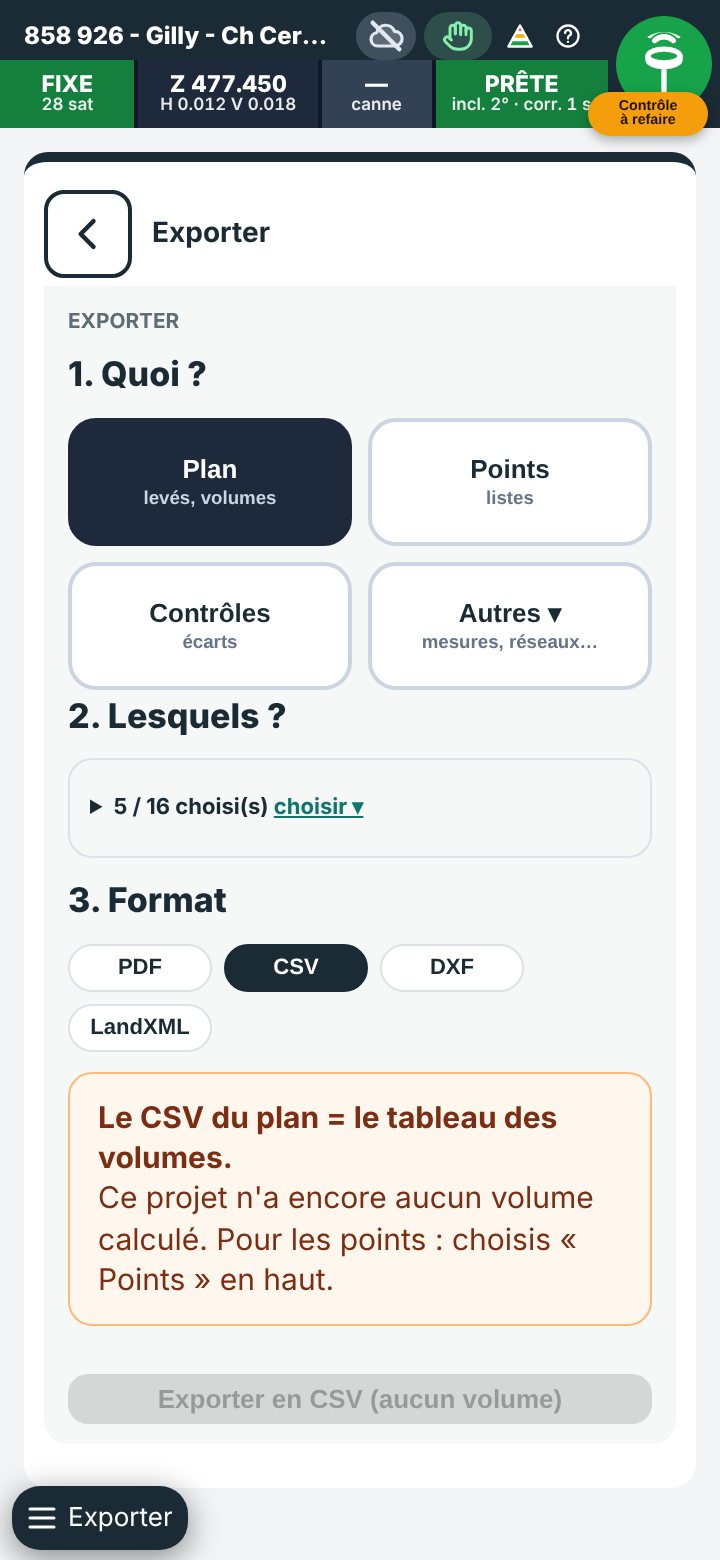 858 926 - Gilly - Ch Cer...
FIXE
28 sat
Z 477.450
H 0.012 V 0.018
—
canne
PRÊTE
incl. 2° · corr. 1 s
Contrôle
à refaire
Exporter
EXPORTER
1. Quoi ?
Plan
levés, volumes
Points
listes
Contrôles
écarts
Autres ▾
mesures, réseaux...
2. Lesquels ?
▶ 5 / 16 choisi(s) choisir ▾
3. Format
PDF
CSV
DXF
LandXML
Le CSV du plan = le tableau des
volumes.
Ce projet n'a encore aucun volume
calculé. Pour les points : choisis «
Points » en haut.
Exporter en CSV (aucun volume)
Exporter